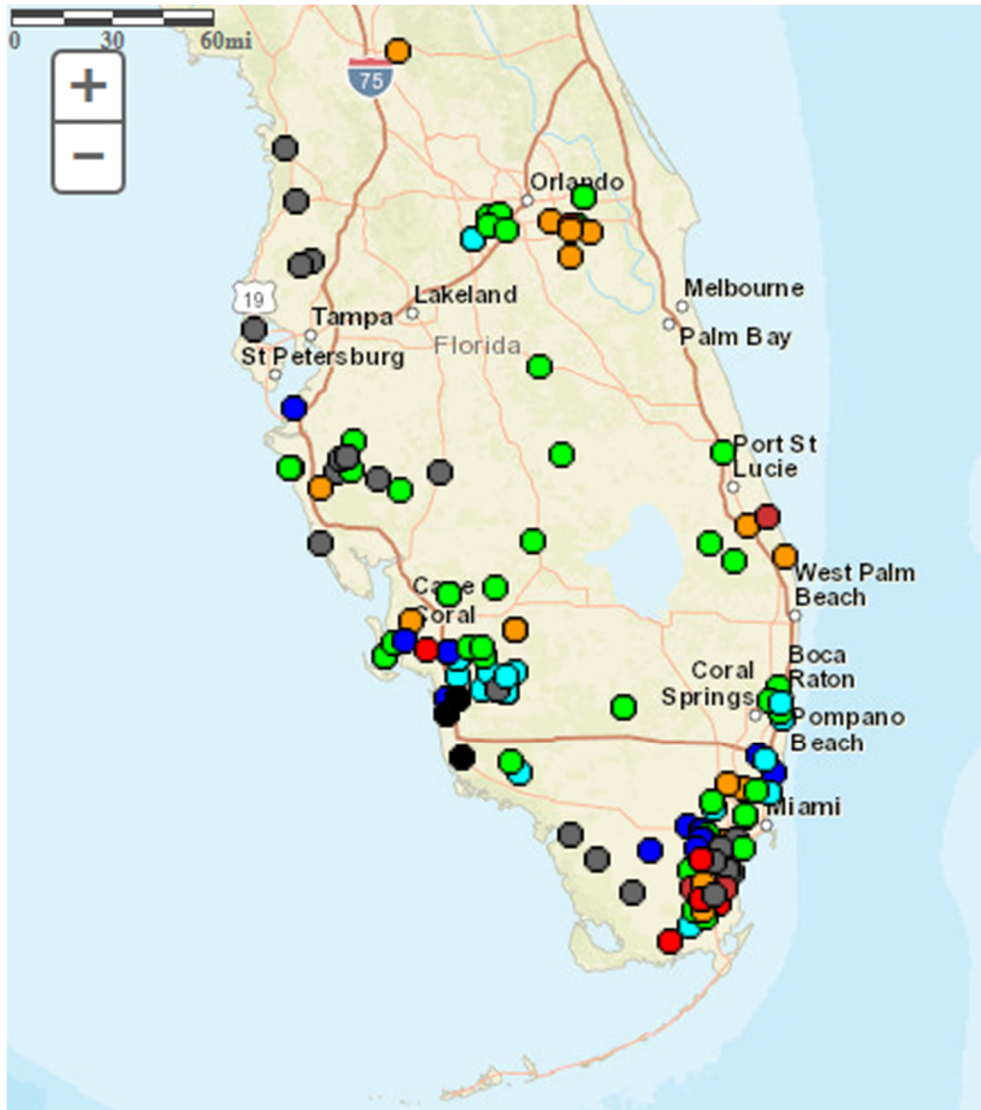 0 30 60mi
+
75
−
Orlando
Melbourne
19
Lakeland
Tampa
Palm Bay
Florida
St Petersburg
Port St
Lucie
West Palm
Beach
Cape
Coral
Boca
Raton
Coral
Springs
Pompano
Beach
Miami